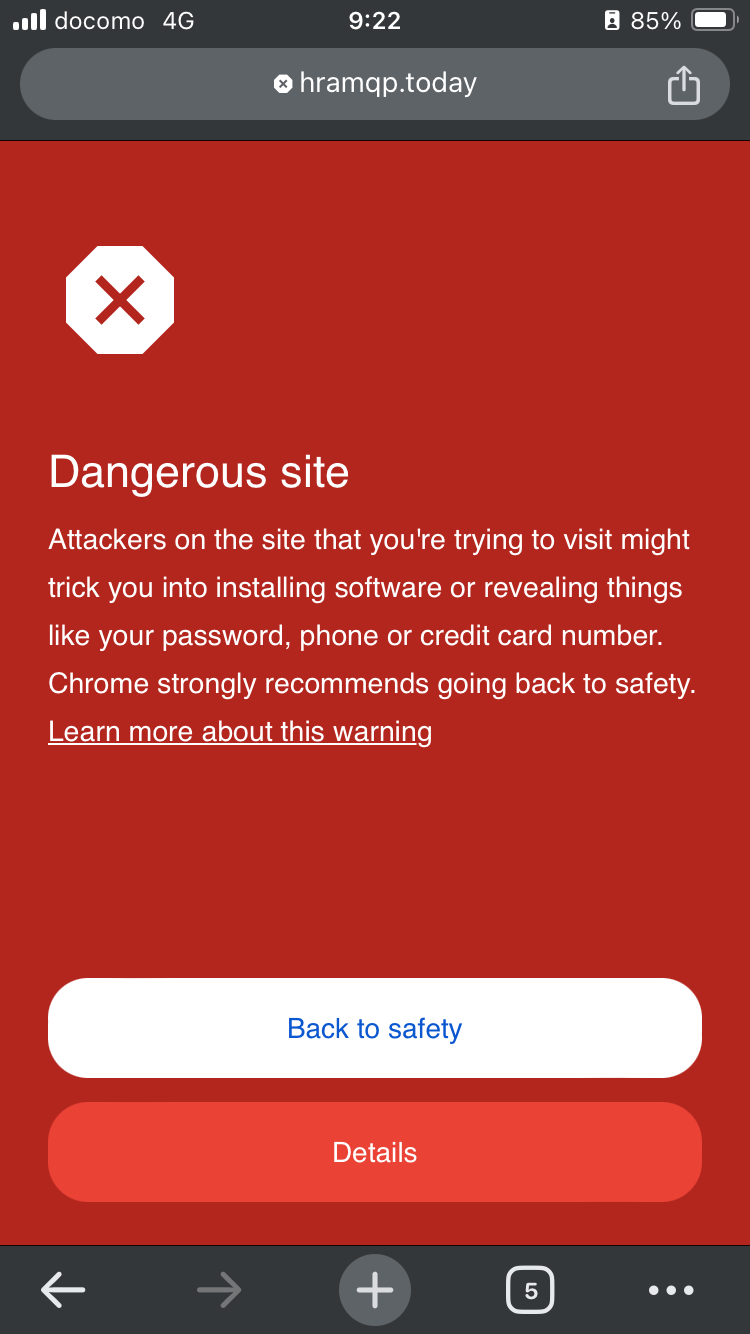 docomo 4G 9:22 85%
hramqp.today
Dangerous site
Attackers on the site that you're trying to visit might
trick you into installing software or revealing things
like your password, phone or credit card number.
Chrome strongly recommends going back to safety.
Learn more about this warning
Back to safety
Details
5